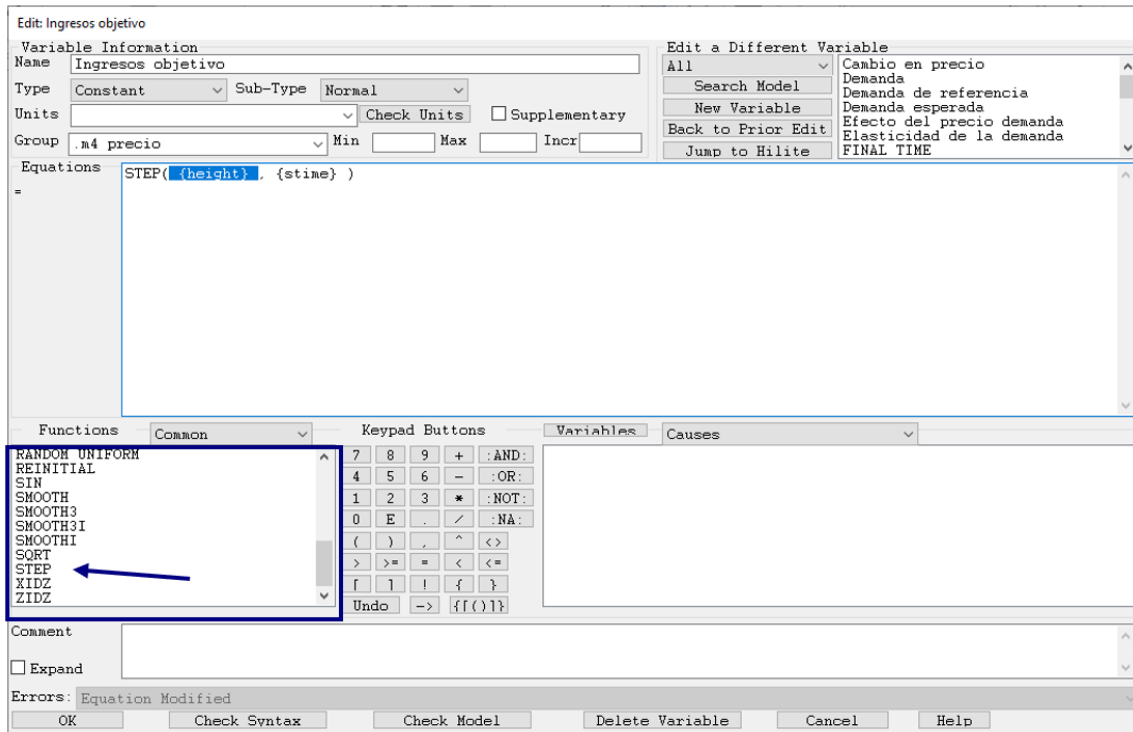 Edit: Ingresos objetivo
Variable Information
Name Ingresos objetivo
Type Constant Sub-Type Normal
Units Check Units Supplementary
Group .m4 precio Min Max Incr
Edit a Different Variable
All
Search Model
New Variable
Back to Prior Edit
Jump to Hilite
Cambio en precio
Demanda
Demanda de referencia
Demanda esperada
Efecto del precio demanda
Elasticidad de la demanda
FINAL TIME
Equations
=
STEP( {height} , {stime} )
Functions Common
RANDOM UNIFORM
REINITIAL
SIN
SMOOTH
SMOOTH3
SMOOTH3I
SMOOTHI
SQRT
STEP
XIDZ
ZIDZ
Keypad Buttons
7 8 9 + :AND:
4 5 6 - :OR:
1 2 3 * :NOT:
0 E . / :NA:
( ) , ^ <>
> >= = < <=
[ ] ! { }
Undo -> {[()]}
Variables Causes
Comment
Expand
Errors: Equation Modified
OK Check Syntax Check Model Delete Variable Cancel Help